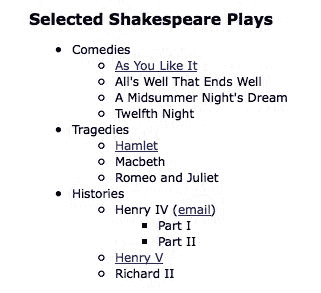 Selected Shakespeare Plays
Comedies
As You Like It
All's Well That Ends Well
A Midsummer Night's Dream
Twelfth Night
Tragedies
Hamlet
Macbeth
Romeo and Juliet
Histories
Henry IV (email)
Part I
Part II
Henry V
Richard II